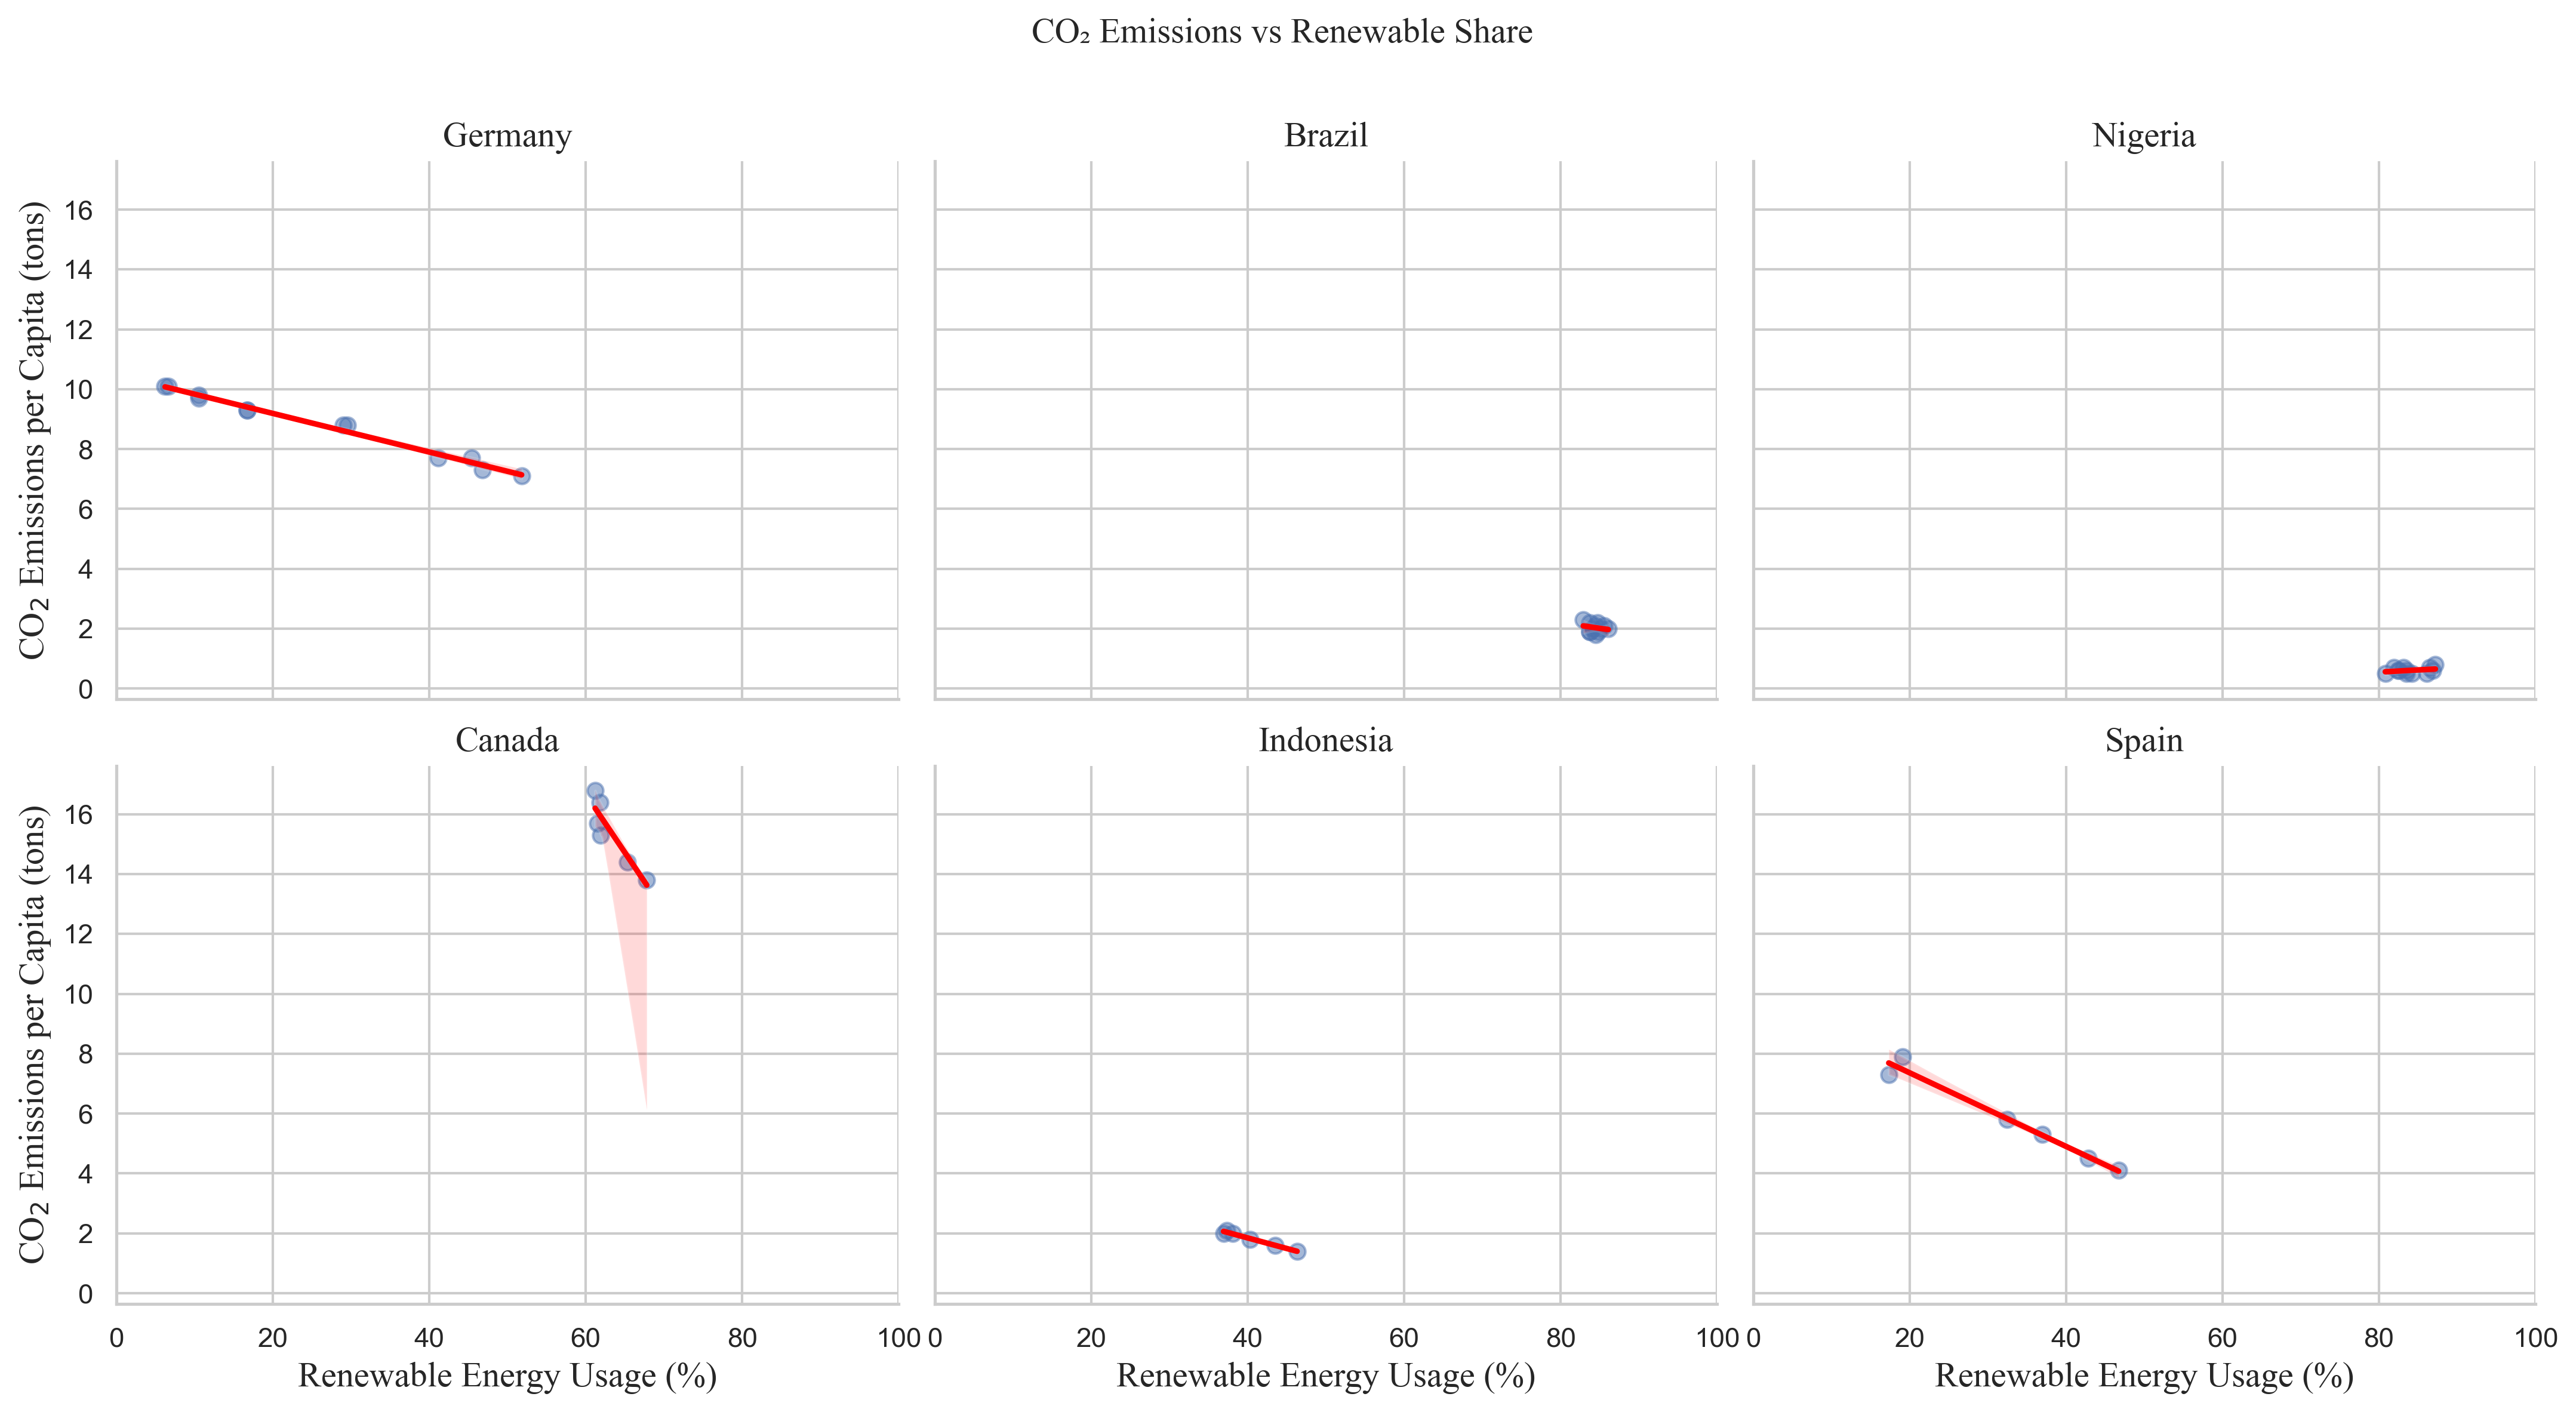 CO₂ Emissions vs Renewable Share
Germany
Brazil
Nigeria
CO₂ Emissions per Capita (tons)
16
14
12
10
8
6
4
2
0
Canada
Indonesia
Spain
CO₂ Emissions per Capita (tons)
16
14
12
10
8
6
4
2
0
0 20 40 60 80 100
0 20 40 60 80 100
0 20 40 60 80 100
Renewable Energy Usage (%)
Renewable Energy Usage (%)
Renewable Energy Usage (%)